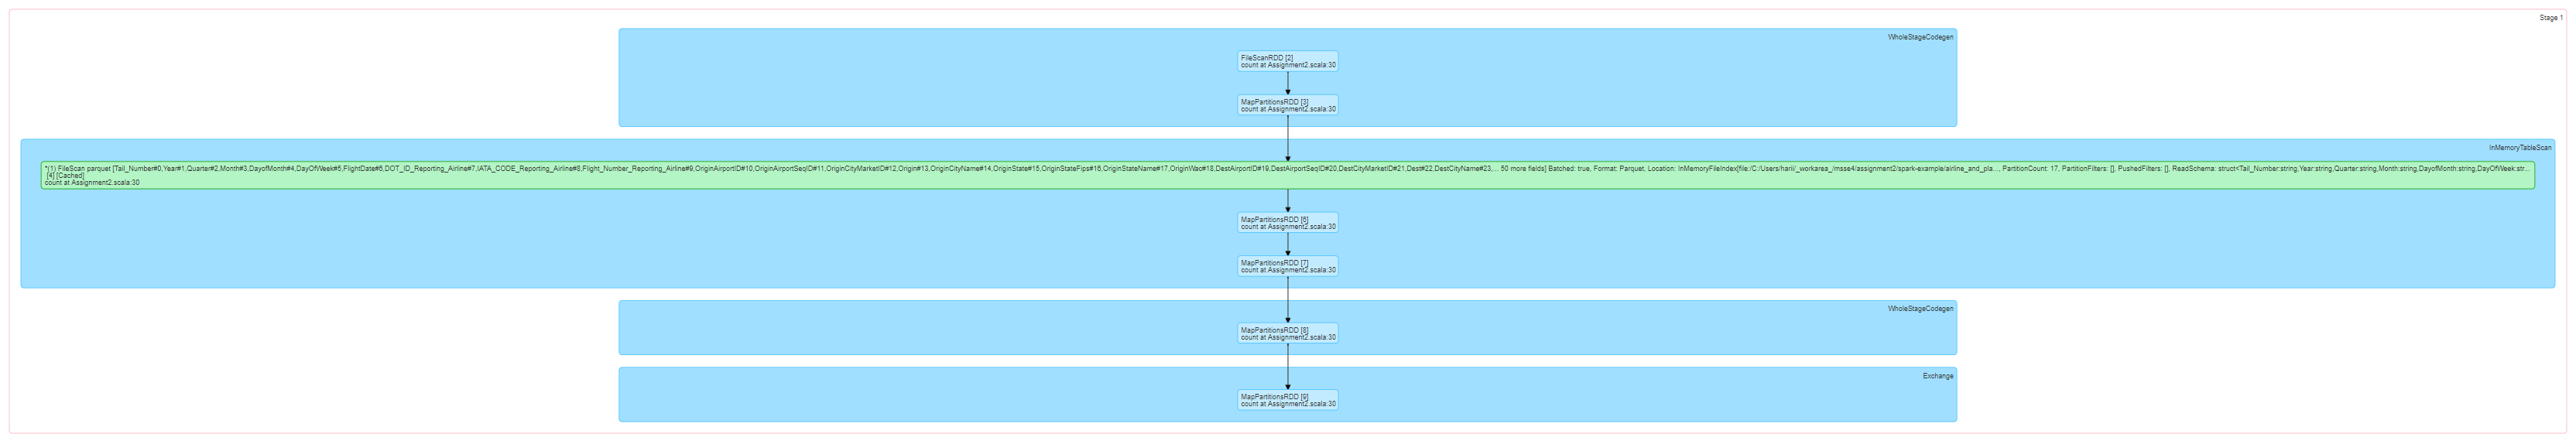 Stage 1
WholeStageCodegen
FileScanRDD [2]
count at Assignment2.scala:30
MapPartitionsRDD [3]
count at Assignment2.scala:30
InMemoryTableScan
*(1) FileScan parquet [Tail_Number#0,Year#1,Quarter#2,Month#3,DayofMonth#4,DayOfWeek#5,FlightDate#6,DOT_ID_Reporting_Airline#7,IATA_CODE_Reporting_Airline#8,Flight_Number_Reporting_Airline#9,OriginAirportID#10,OriginAirportSeqID#11,OriginCityMarketID#12,Origin#13,OriginCityName#14,OriginState#15,OriginStateFips#16,OriginStateName#17,OriginWac#18,DestAirportID#19,DestAirportSeqID#20,DestCityMarketID#21,Dest#22,DestCityName#23,... 50 more fields] Batched: true, Format: Parquet, Location: InMemoryFileIndex[file:/C:/Users/harii/_workarea_/msse4/assignment2/spark-example/airline_and_pla..., PartitionCount: 17, PartitionFilters: [], PushedFilters: [], ReadSchema: struct<Tail_Number:string,Year:string,Quarter:string,Month:string,DayofMonth:string,DayOfWeek:str...
[4] [Cached]
count at Assignment2.scala:30
MapPartitionsRDD [6]
count at Assignment2.scala:30
MapPartitionsRDD [7]
count at Assignment2.scala:30
WholeStageCodegen
MapPartitionsRDD [8]
count at Assignment2.scala:30
Exchange
MapPartitionsRDD [9]
count at Assignment2.scala:30